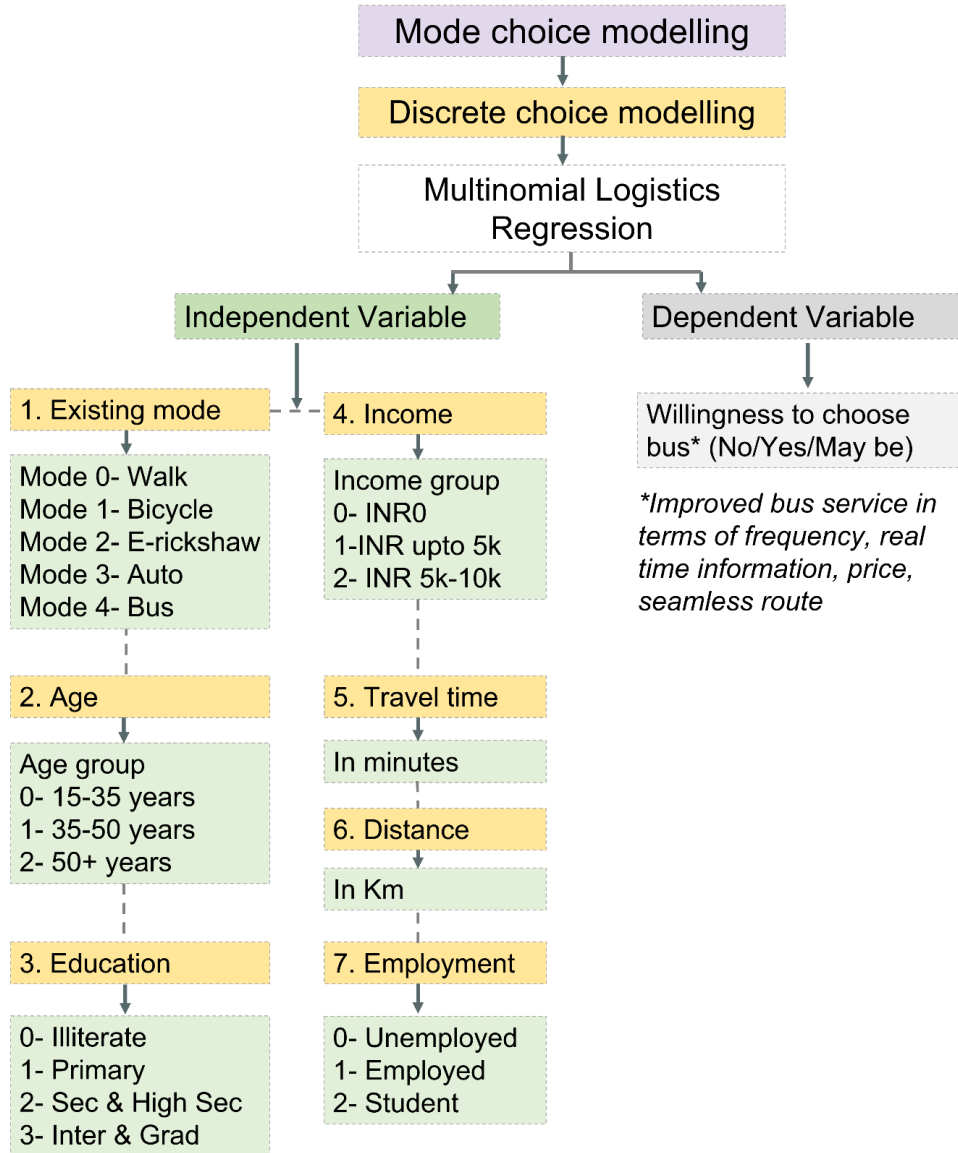 Mode choice modelling
Discrete choice modelling
Multinomial Logistics
Regression
Independent Variable
Dependent Variable
1. Existing mode
Mode 0- Walk
Mode 1- Bicycle
Mode 2- E-rickshaw
Mode 3- Auto
Mode 4- Bus
2. Age
Age group
0- 15-35 years
1- 35-50 years
2- 50+ years
3. Education
0- Illiterate
1- Primary
2- Sec & High Sec
3- Inter & Grad
4. Income
Income group
0- INR0
1-INR upto 5k
2- INR 5k-10k
5. Travel time
In minutes
6. Distance
In Km
7. Employment
0- Unemployed
1- Employed
2- Student
Willingness to choose
bus* (No/Yes/May be)
*Improved bus service in
terms of frequency, real
time information, price,
seamless route